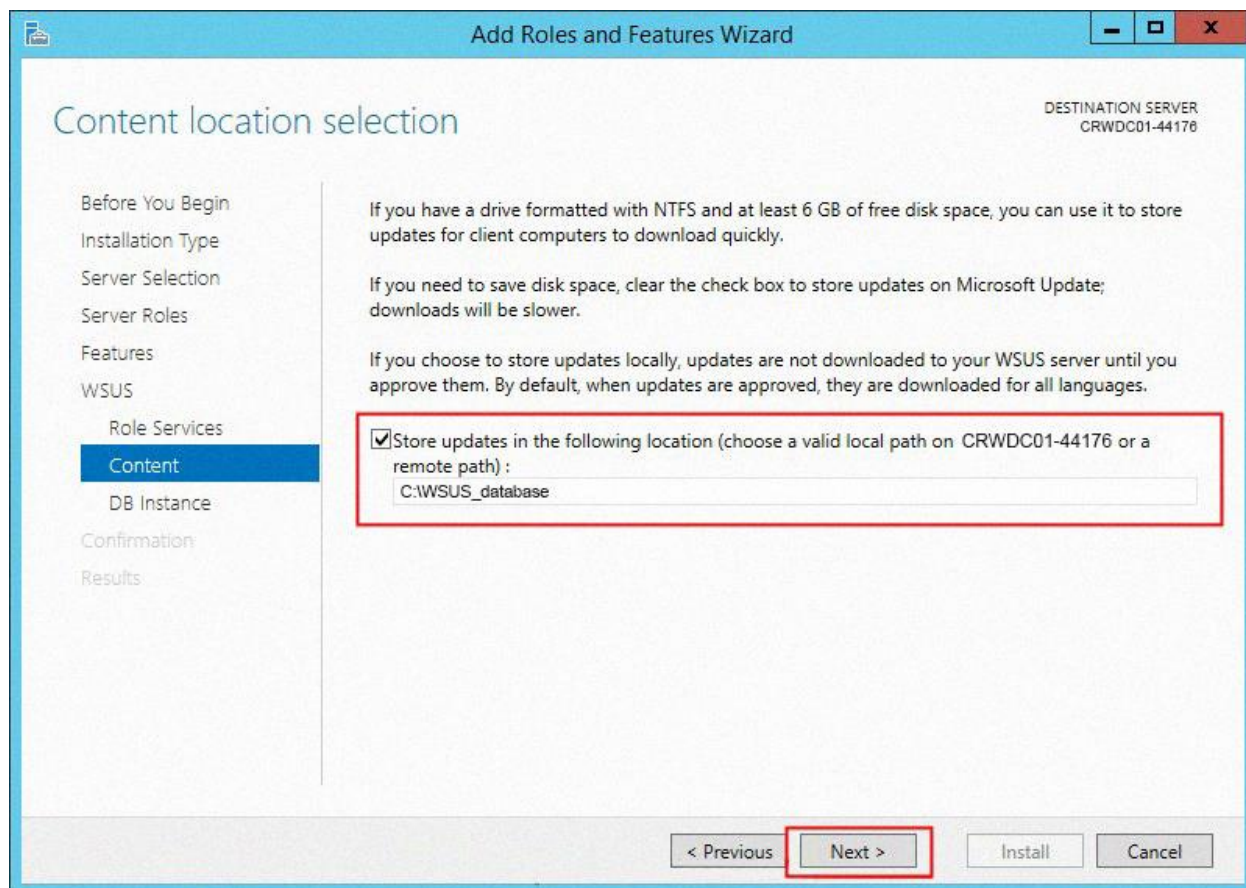 Add Roles and Features Wizard
Content location selection
DESTINATION SERVER
CRWDC01-44176
Before You Begin
Installation Type
Server Selection
Server Roles
Features
WSUS
Role Services
Content
DB Instance
Confirmation
Results
If you have a drive formatted with NTFS and at least 6 GB of free disk space, you can use it to store
updates for client computers to download quickly.
If you need to save disk space, clear the check box to store updates on Microsoft Update;
downloads will be slower.
If you choose to store updates locally, updates are not downloaded to your WSUS server until you
approve them. By default, when updates are approved, they are downloaded for all languages.
Store updates in the following location (choose a valid local path on CRWDC01-44176 or a
remote path) :
C:\WSUS_database
< Previous
Next >
Install
Cancel